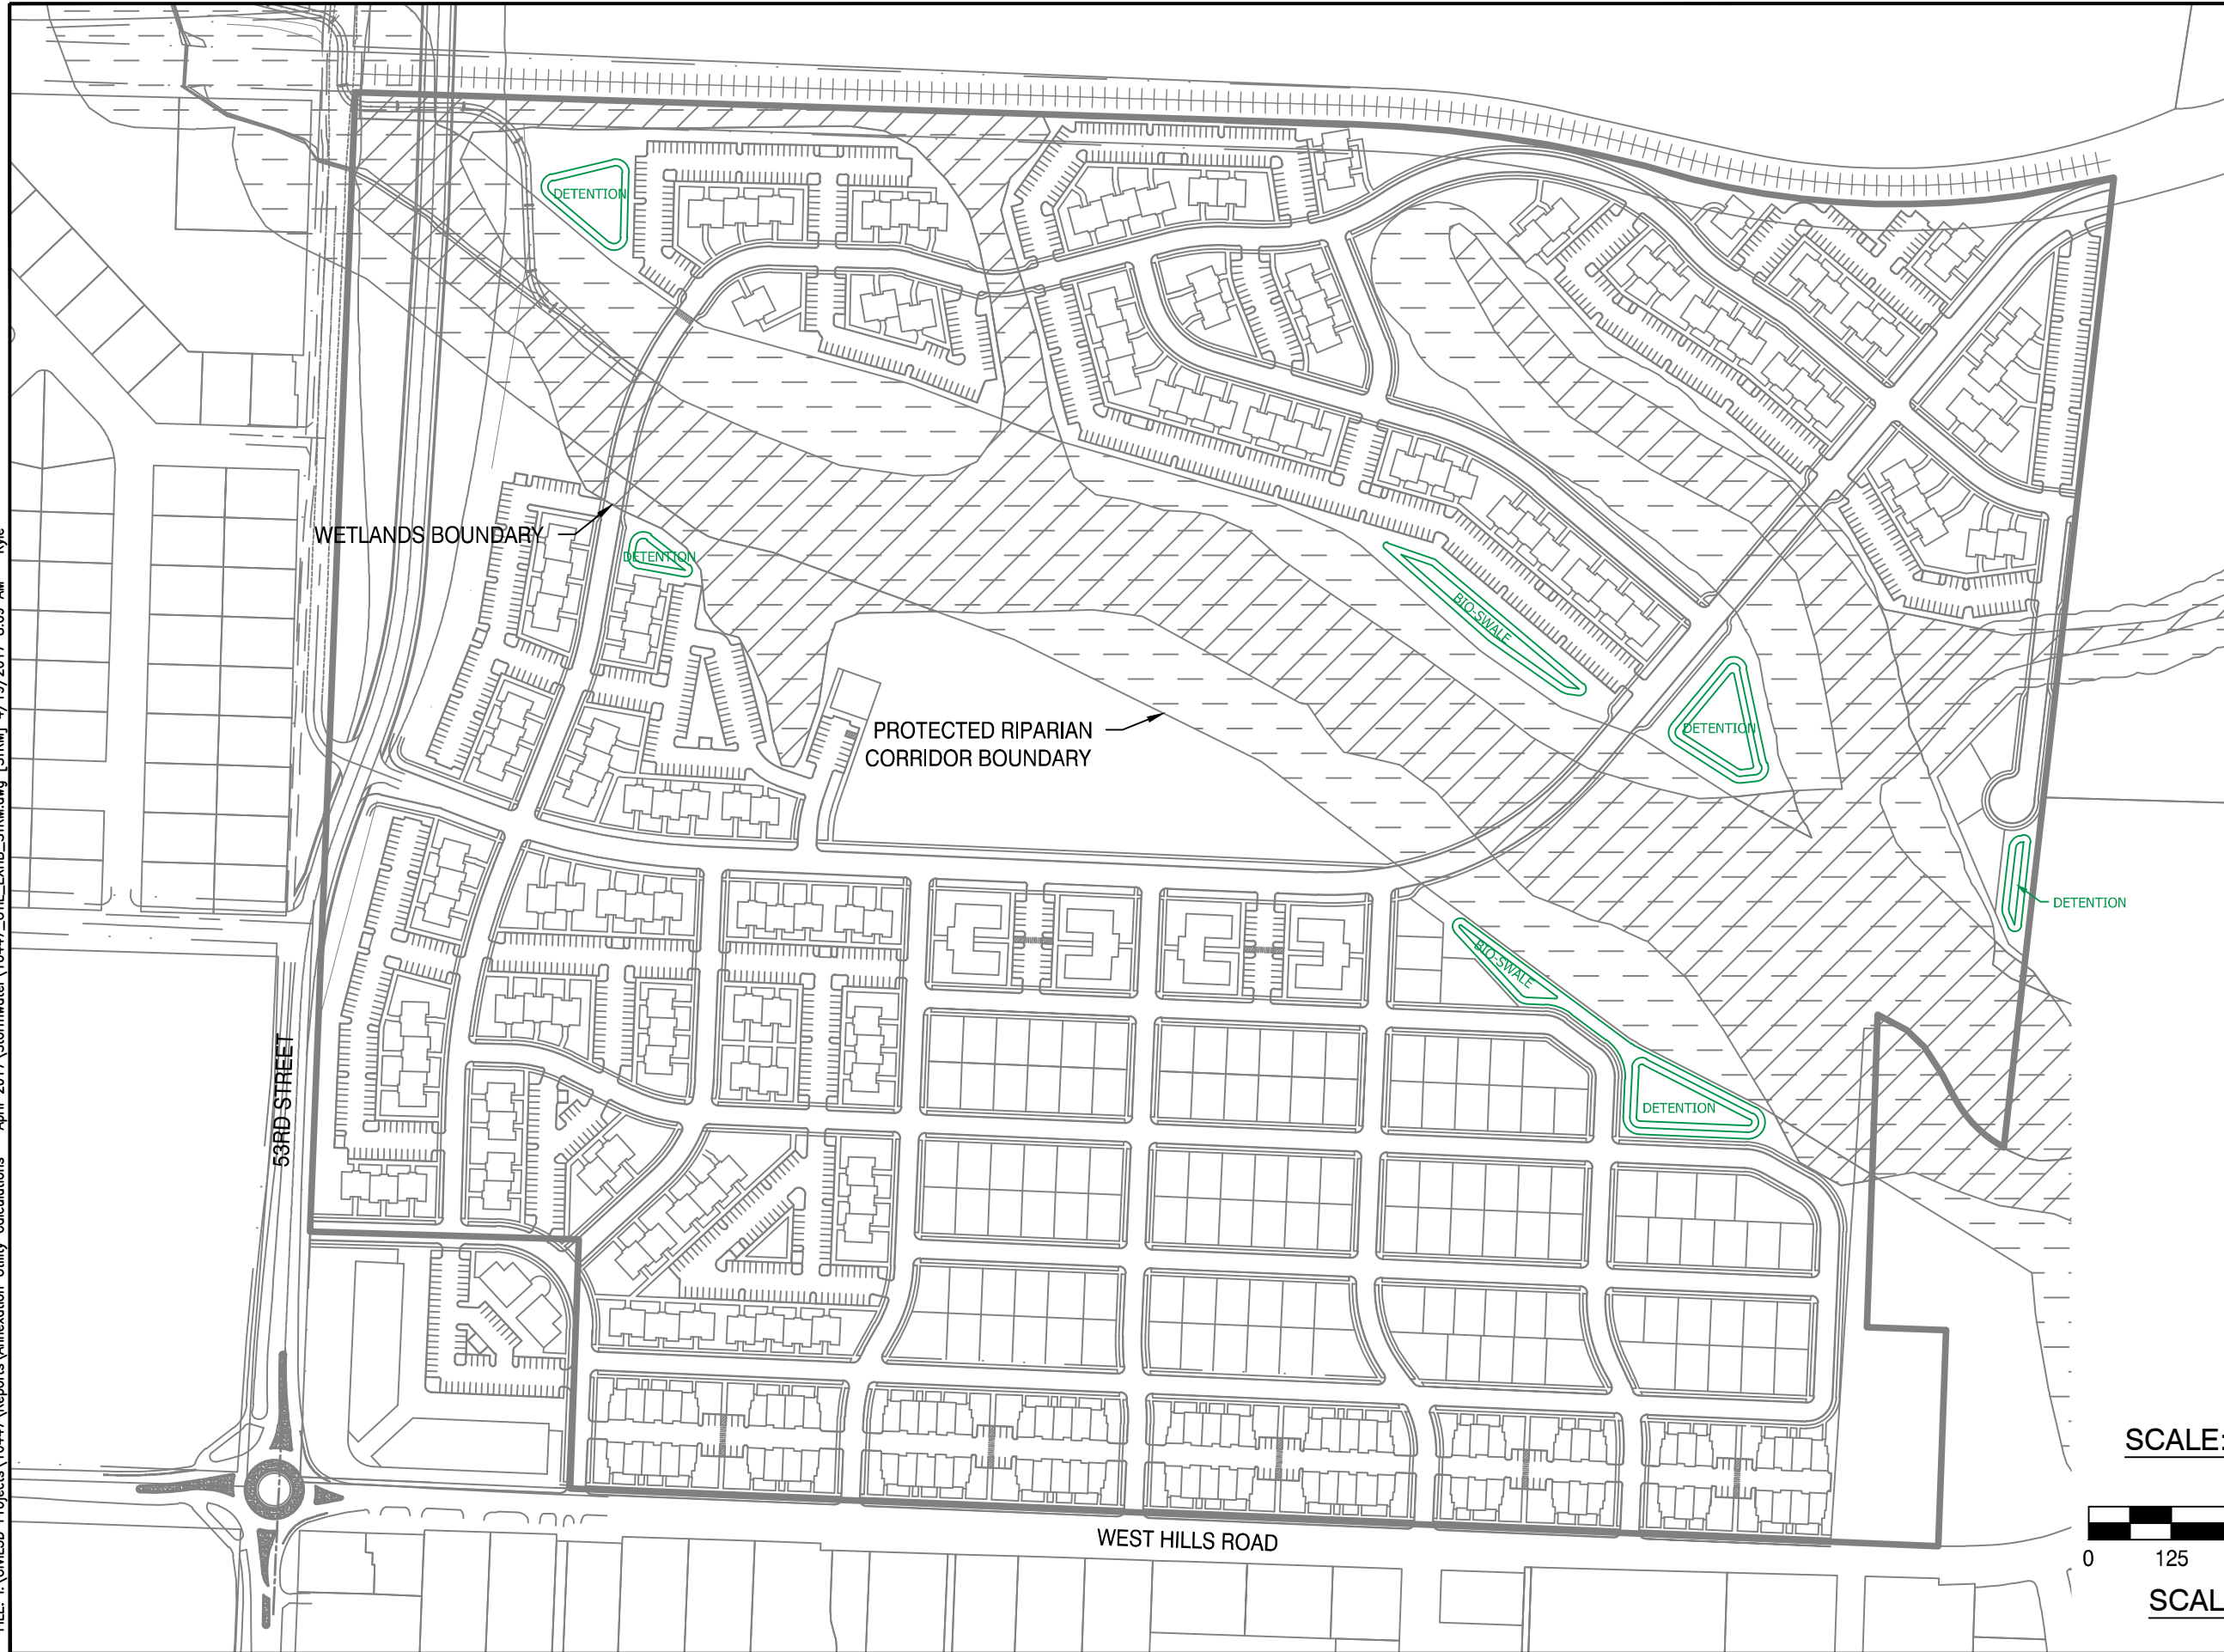 DETENTION
WETLANDS BOUNDARY
DETENTION
BIO-SWALE
PROTECTED RIPARIAN
CORRIDOR BOUNDARY
DETENTION
DETENTION
BIO-SWALE
DETENTION
53RD STREET
WEST HILLS ROAD
SCALE:
0 125
SCAL